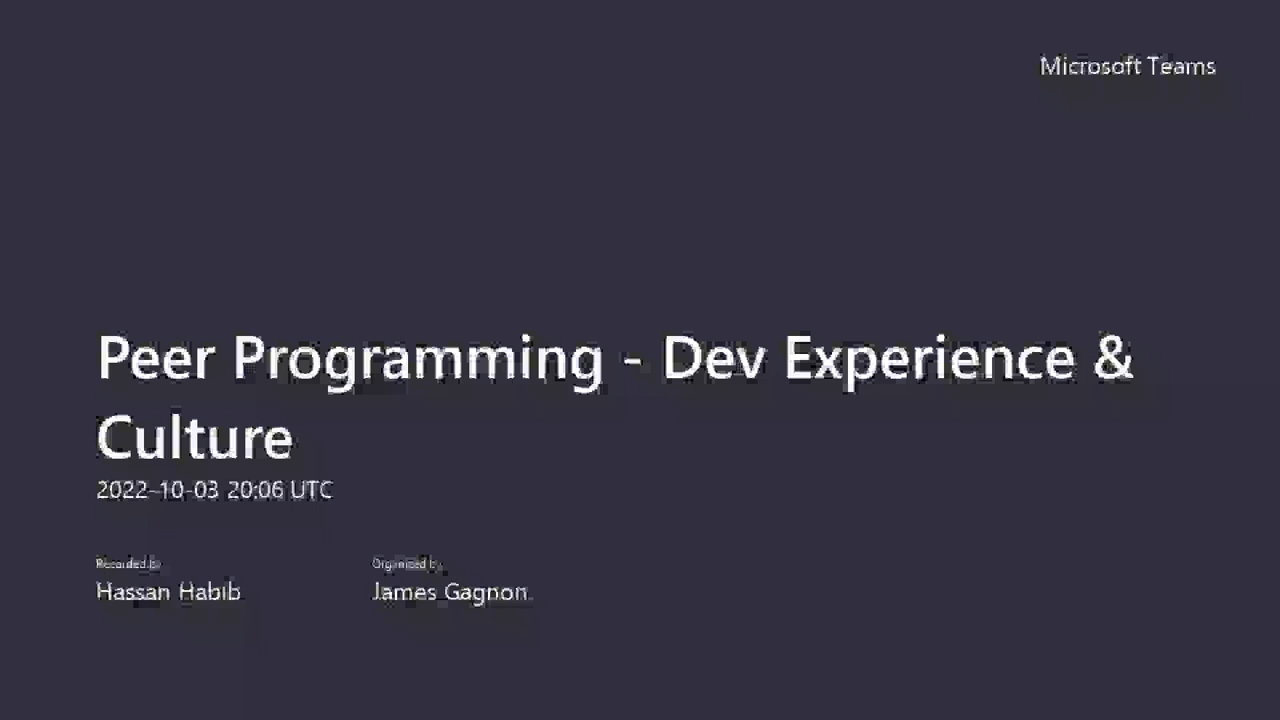 Microsoft Teams
Peer Programming - Dev Experience &
Culture
2022-10-03 20:06 UTC
Recorded by
Organized by
Hassan Habib
James Gagnon